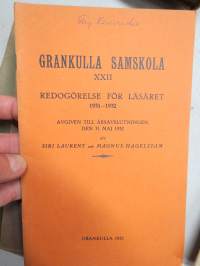 GRANKULLA SAMSKOLA
XXII
REDOGÖRELSE FÖR LÄSÅRET
1931—1932
AVGIVEN TILL ÅRSAVSLUTNINGEN
DEN 31 MAJ 1932
AV
SIRI LAURENT OCH MAGNUS HAGELSTAM
GRANKULLA 1932